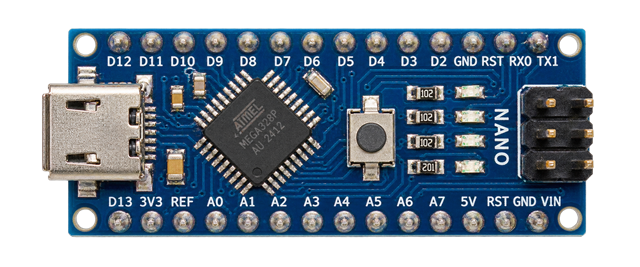 D12 D11 D10 D9 D8 D7 D6 D5 D4 D3 D2 GND RST RX0 TX1
ATMEL
MEGA328P
AU 2412
102
102
102
201
NANO
D13 3V3 REF A0 A1 A2 A3 A4 A5 A6 A7 5V RST GND VIN